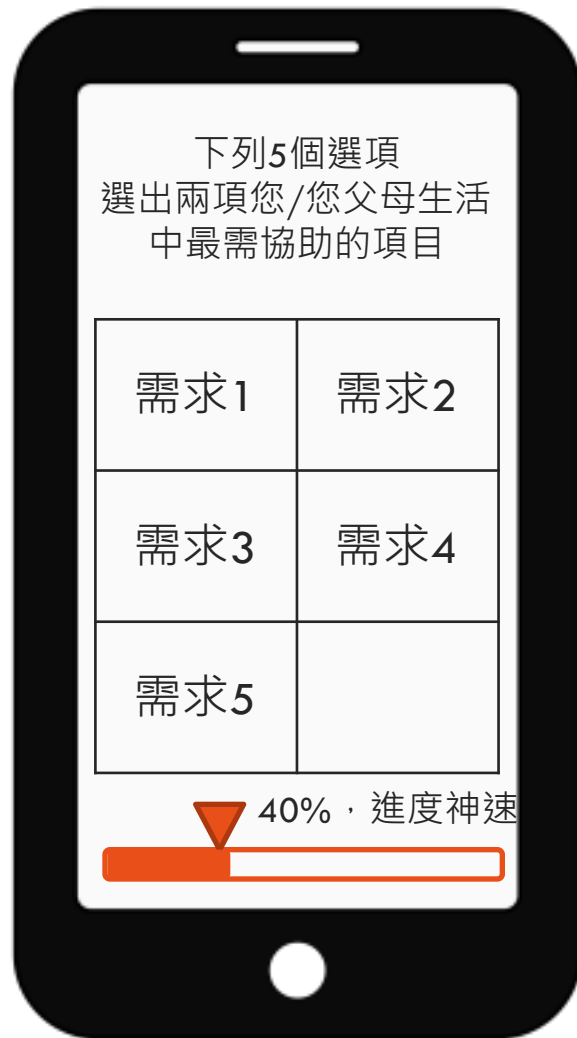 下列5個選項
選出兩項您/您父母生活
中最需協助的項目
需求1
需求2
需求3
需求4
需求5
40%，進度神速